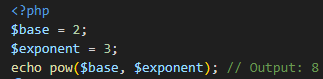 <?php
$base = 2;
$exponent = 3;
echo pow($base, $exponent); // Output: 8